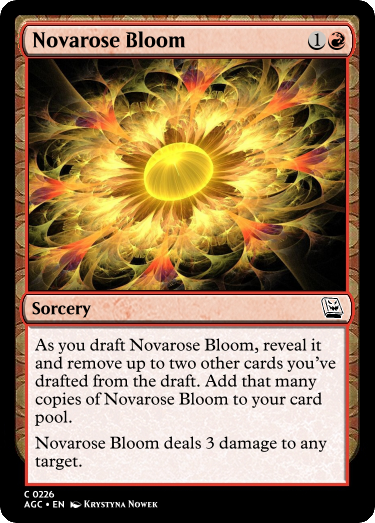 Novarose Bloom
1
Sorcery
As you draft Novarose Bloom, reveal it
and remove up to two other cards you've
drafted from the draft. Add that many
copies of Novarose Bloom to your card
pool.
Novarose Bloom deals 3 damage to any
target.
C 0226
AGC • EN Krystyna Nowek